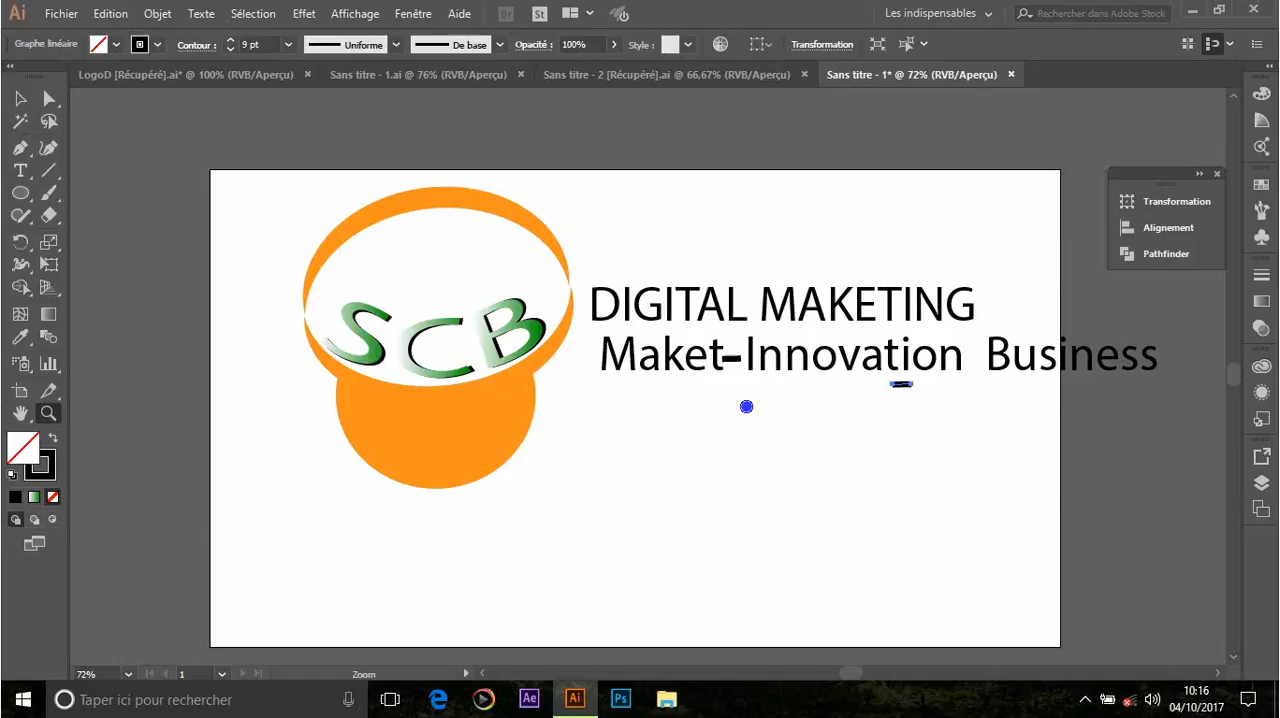 Ai Fichier Edition Objet Texte Sélection Effet Affichage Fenêtre Aide Br St Les indispensables Rechercher dans Adobe Stock
Graphe linéaire Contour : 9 pt Uniforme De base Opacité : 100% Style : Transformation
LogoD [Récupéré].ai* @ 100% (RVB/Aperçu) Sans titre - 1.ai @ 76% (RVB/Aperçu) Sans titre - 2 [Récupéré].ai @ 66,67% (RVB/Aperçu) Sans titre - 1* @ 72% (RVB/Aperçu)
Transformation
Alignement
Pathfinder
SCB
DIGITAL MAKETING
Maket-Innovation Business
72% 1 Zoom
Taper ici pour rechercher Ae Ai Ps 10:16
04/10/2017